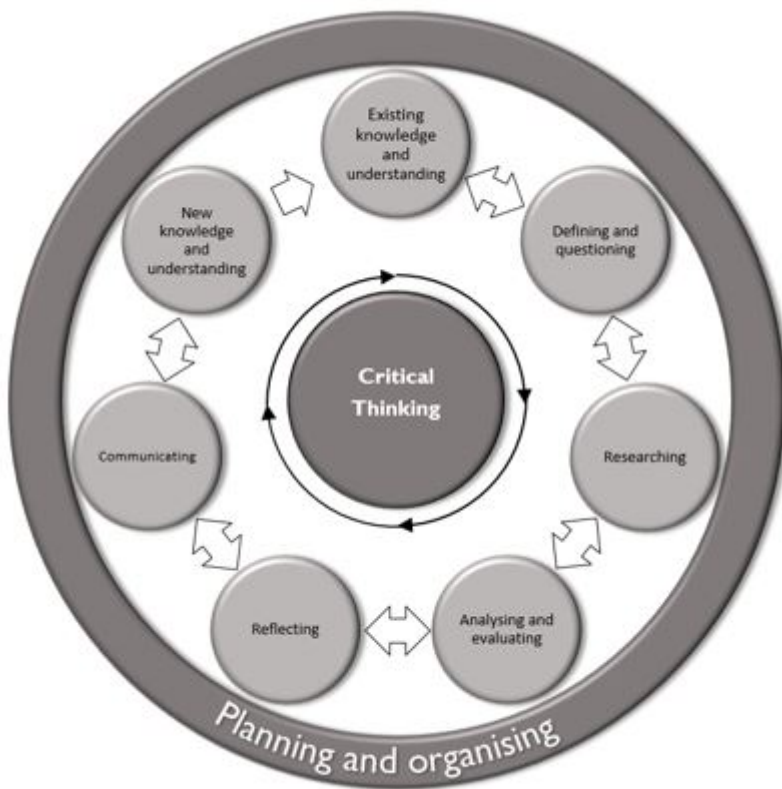 Existing
knowledge
and
understanding
Defining and
questioning
Researching
Analysing and
evaluating
Reflecting
Communicating
New
knowledge
and
understanding
Critical
Thinking
Planning and organising